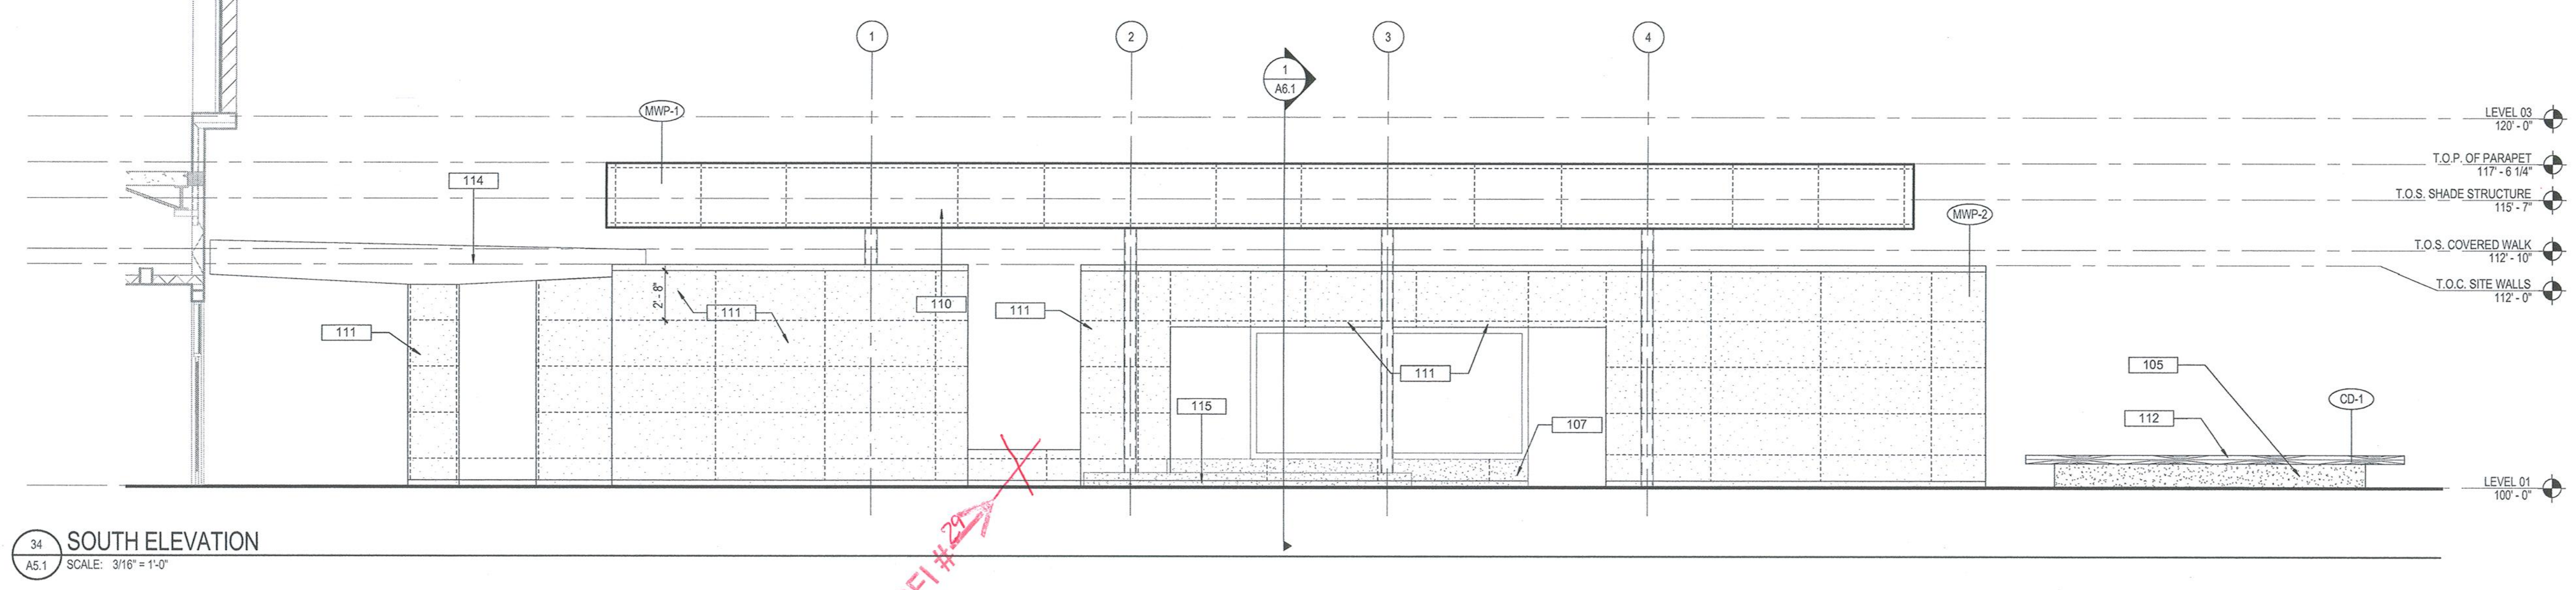 1
2
3
4
1
A6.1
MWP-1
LEVEL 03
120' - 0"
T.O.P. OF PARAPET
117' - 6 1/4"
114
T.O.S. SHADE STRUCTURE
115' - 7"
MWP-2
T.O.S. COVERED WALK
112' - 10"
T.O.C. SITE WALLS
112' - 0"
2' - 8"
110
111
111
111
111
105
115
107
112
CD-1
LEVEL 01
100' - 0"
#29
34
A5.1
SOUTH ELEVATION
SCALE: 3/16" = 1'-0"